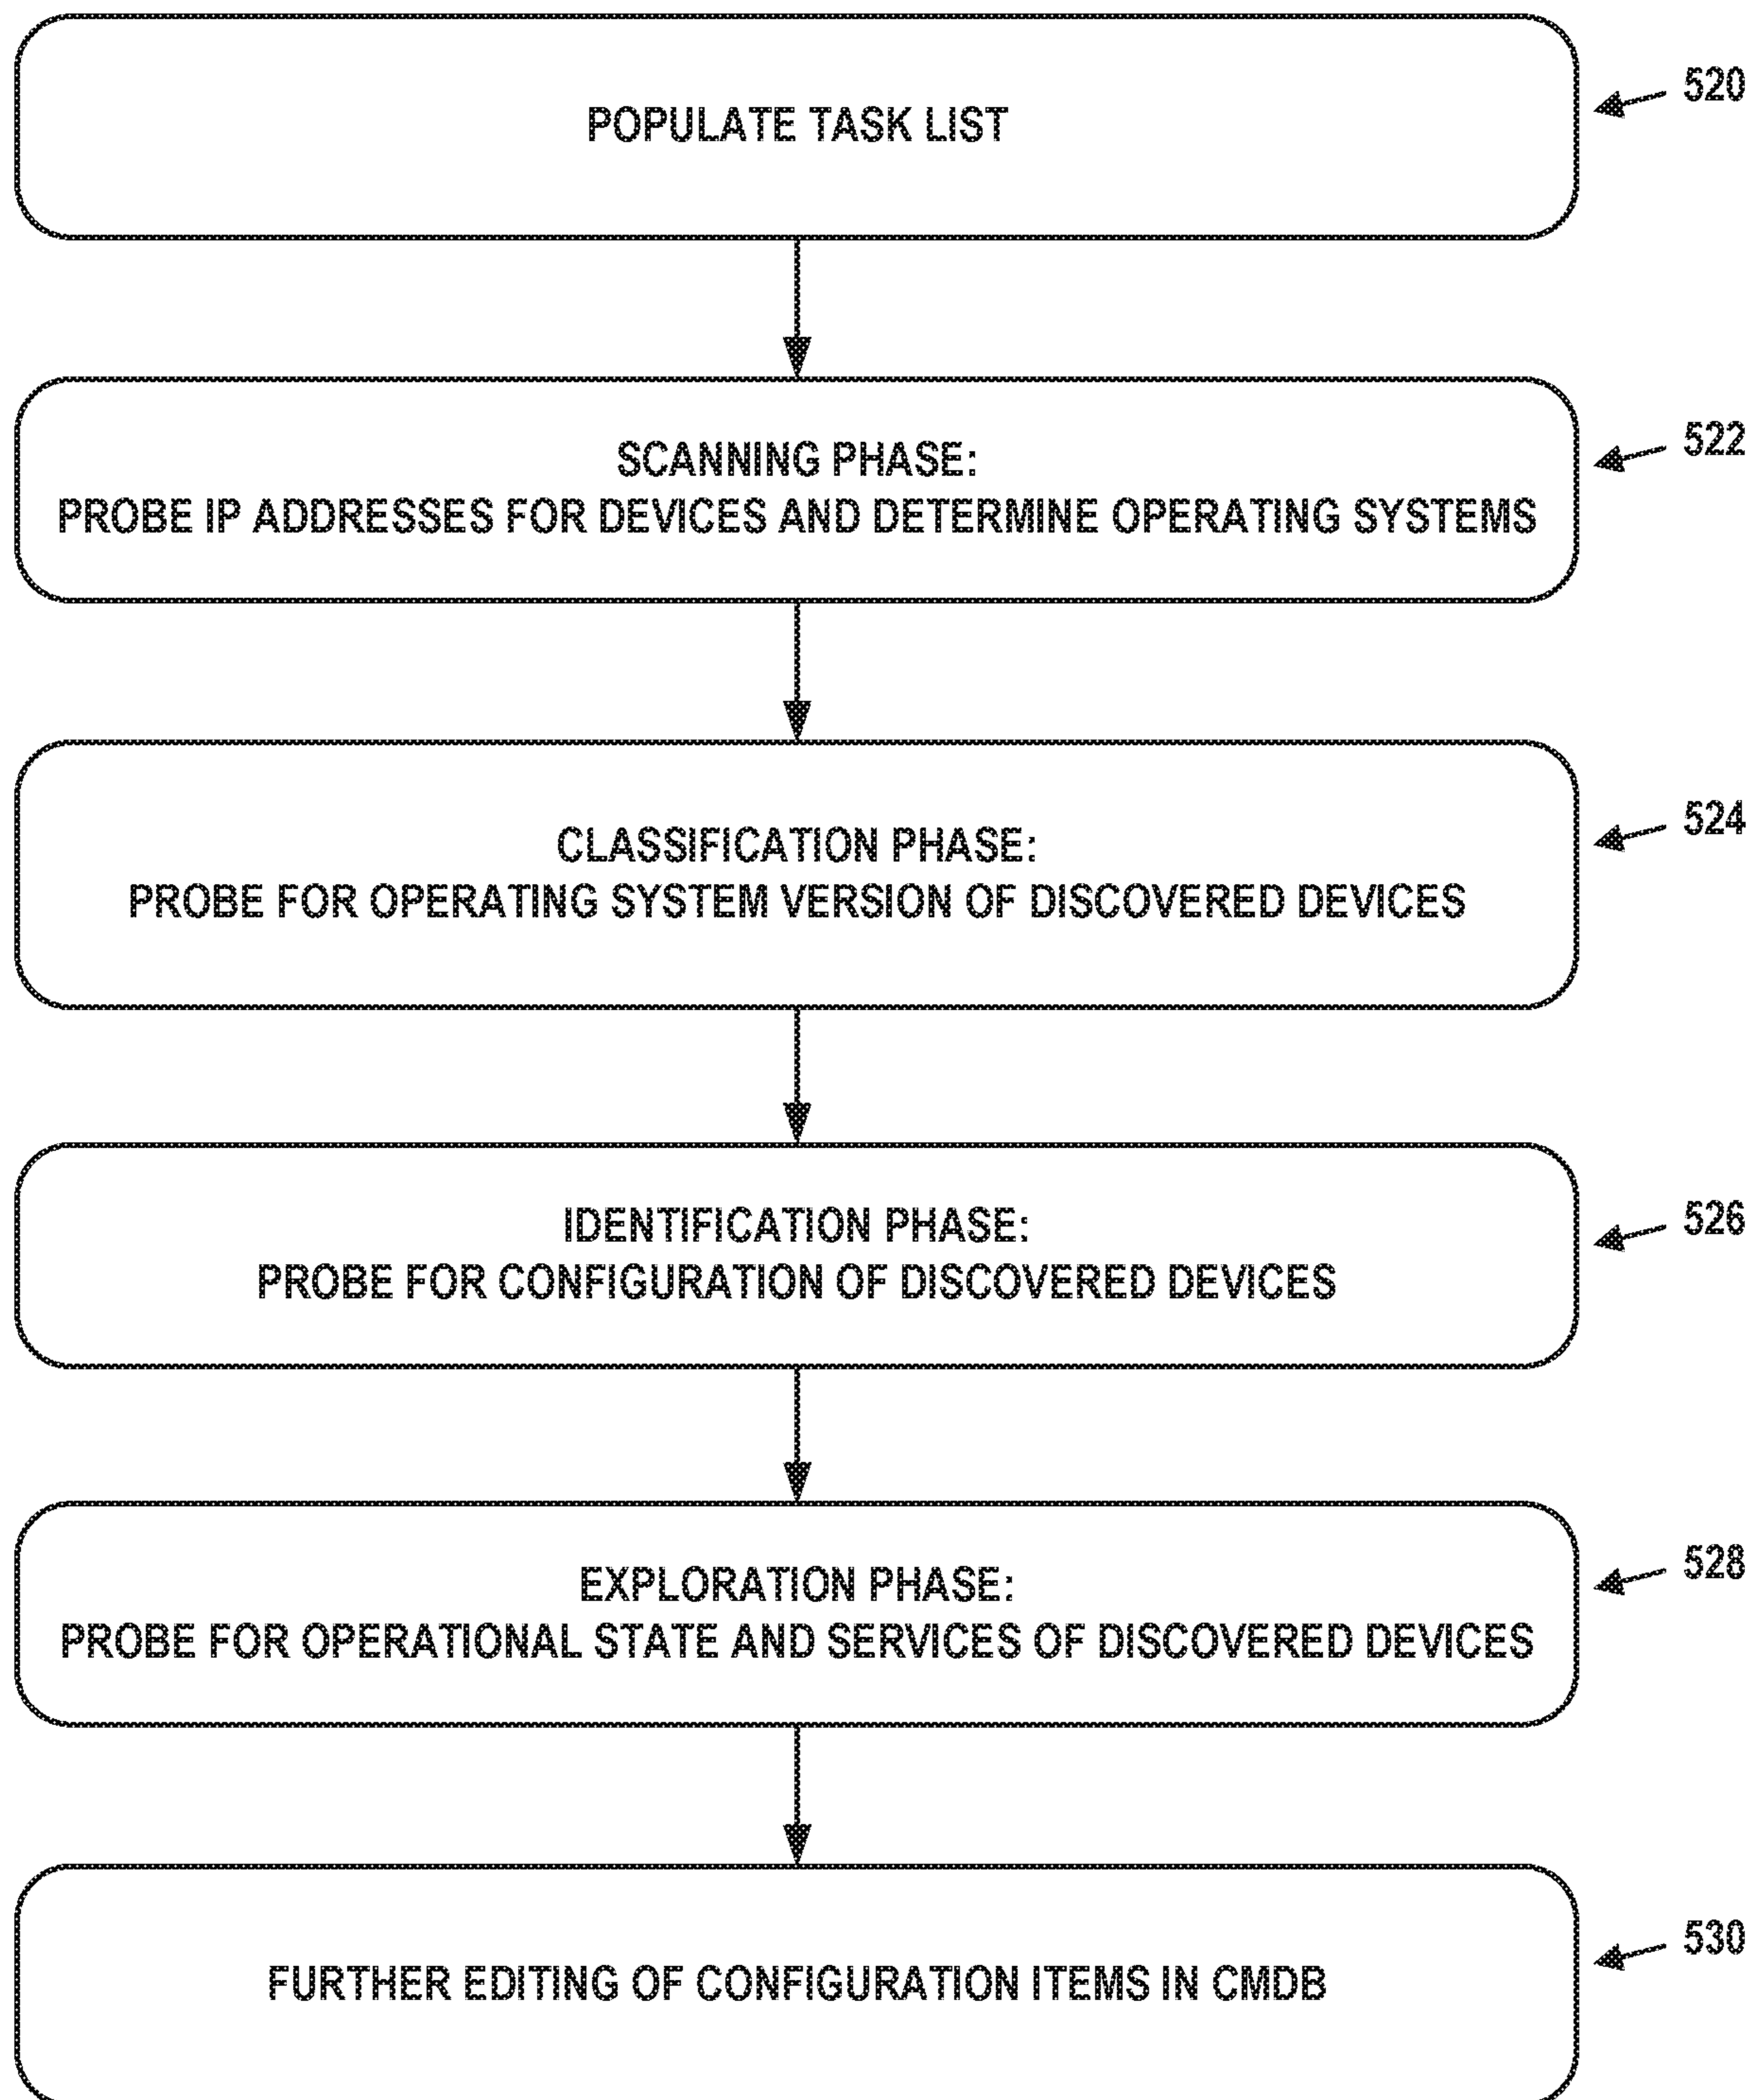 POPULATE TASK LIST
520
SCANNING PHASE:
PROBE IP ADDRESSES FOR DEVICES AND DETERMINE OPERATING SYSTEMS
522
CLASSIFICATION PHASE:
PROBE FOR OPERATING SYSTEM VERSION OF DISCOVERED DEVICES
524
IDENTIFICATION PHASE:
PROBE FOR CONFIGURATION OF DISCOVERED DEVICES
526
EXPLORATION PHASE:
PROBE FOR OPERATIONAL STATE AND SERVICES OF DISCOVERED DEVICES
528
FURTHER EDITING OF CONFIGURATION ITEMS IN CMDB
530